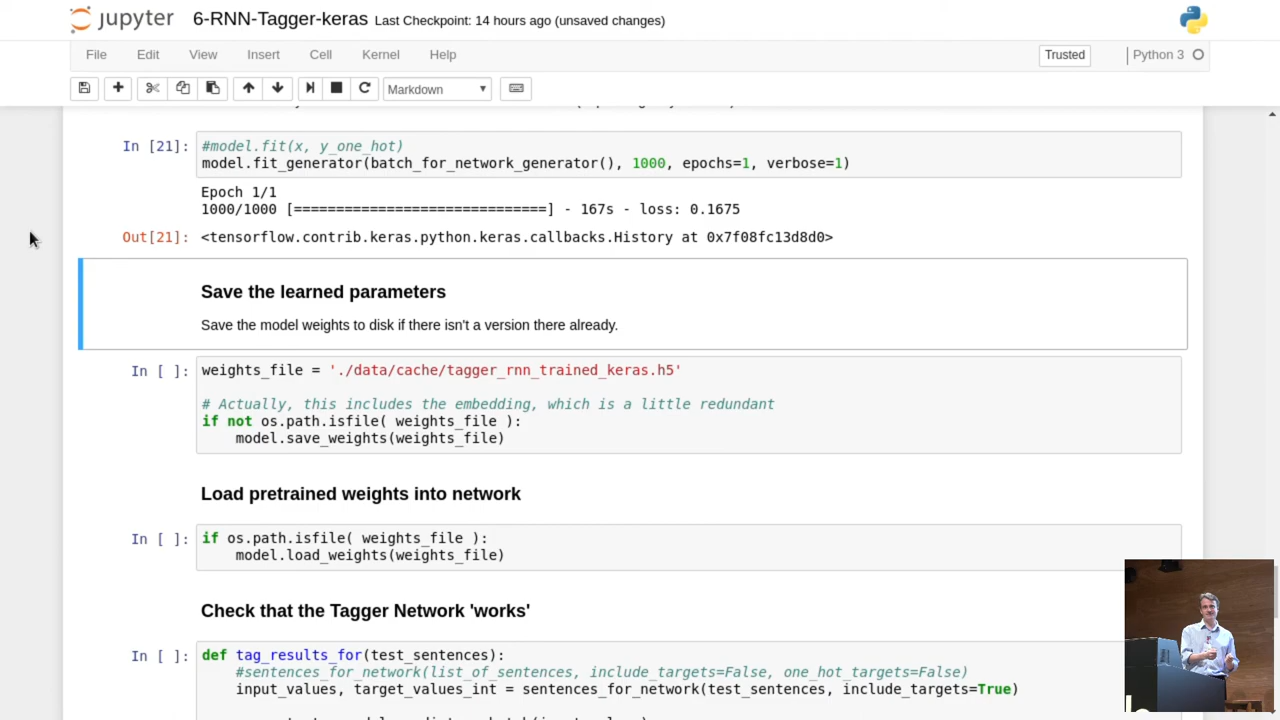 jupyter 6-RNN-Tagger-keras Last Checkpoint: 14 hours ago (unsaved changes)
File Edit View Insert Cell Kernel Help Trusted Python 3
Markdown
In [21]: #model.fit(x, y_one_hot)
model.fit_generator(batch_for_network_generator(), 1000, epochs=1, verbose=1)
Epoch 1/1
1000/1000 [==============================] - 167s - loss: 0.1675
Out[21]: <tensorflow.contrib.keras.python.keras.callbacks.History at 0x7f08fc13d8d0>
Save the learned parameters
Save the model weights to disk if there isn't a version there already.
In [ ]: weights_file = './data/cache/tagger_rnn_trained_keras.h5'
# Actually, this includes the embedding, which is a little redundant
if not os.path.isfile( weights_file ):
model.save_weights(weights_file)
Load pretrained weights into network
In [ ]: if os.path.isfile( weights_file ):
model.load_weights(weights_file)
Check that the Tagger Network 'works'
In [ ]: def tag_results_for(test_sentences):
#sentences_for_network(list_of_sentences, include_targets=False, one_hot_targets=False)
input_values, target_values_int = sentences_for_network(test_sentences, include_targets=True)